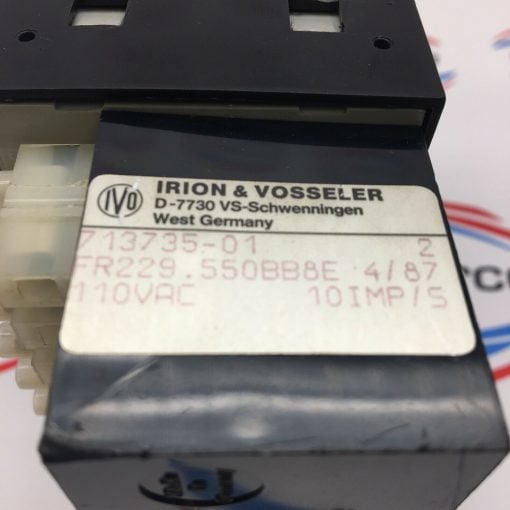 IVO
IRION & VOSSELER
D-7730 VS-Schwenningen
West Germany
713735-01 2
FR229.550BB8E 4/87
110VAC 10IMP/S